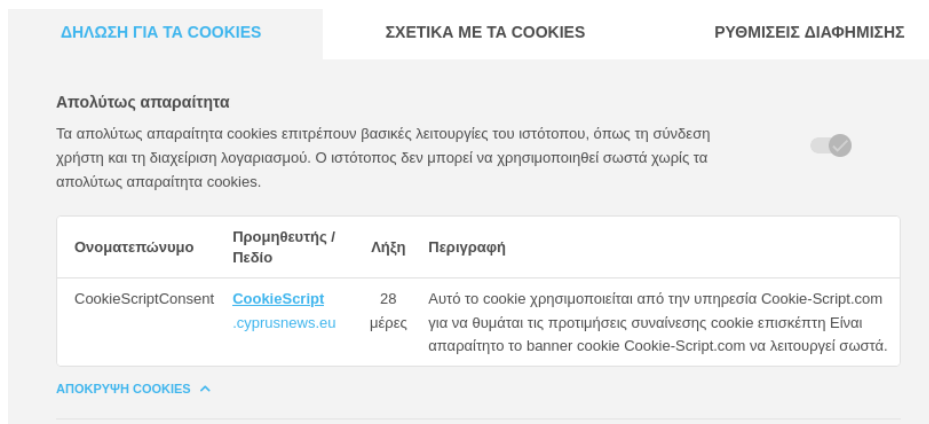 ΔΗΛΩΣΗ ΓΙΑ ΤΑ COOKIES ΣΧΕΤΙΚΑ ΜΕ ΤΑ COOKIES ΡΥΘΜΙΣΕΙΣ ΔΙΑΦΗΜΙΣΗΣ
Απολύτως απαραίτητα
Τα απολύτως απαραίτητα cookies επιτρέπουν βασικές λειτουργίες του ιστότοπου, όπως τη σύνδεση
χρήστη και τη διαχείριση λογαριασμού. Ο ιστότοπος δεν μπορεί να χρησιμοποιηθεί σωστά χωρίς τα
απολύτως απαραίτητα cookies.
Ονοματεπώνυμο Προμηθευτής / Πεδίο Λήξη Περιγραφή
CookieScriptConsent CookieScript 28 Αυτό το cookie χρησιμοποιείται από την υπηρεσία Cookie-Script.com
.cyprusnews.eu μέρες για να θυμάται τις προτιμήσεις συναίνεσης cookie επισκέπτη Είναι
απαραίτητο το banner cookie Cookie-Script.com να λειτουργεί σωστά.
ΑΠΟΚΡΥΨΗ COOKIES